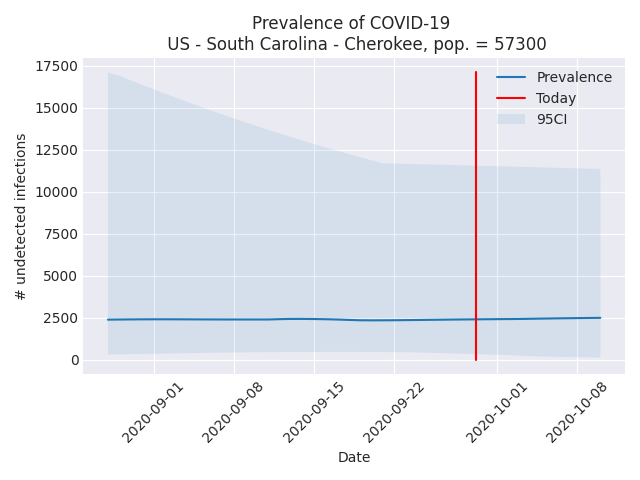 Prevalence of COVID-19
US - South Carolina - Cherokee, pop. = 57300
17500
15000
12500
10000
7500
5000
2500
0
# undetected infections
Prevalence
Today
95CI
2020-09-01
2020-09-08
2020-09-15
2020-09-22
2020-10-01
2020-10-08
Date